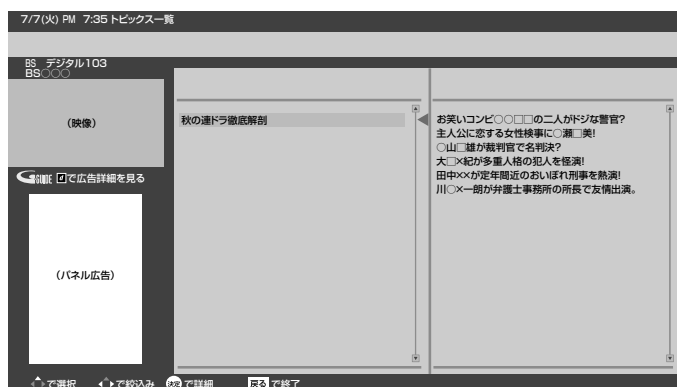 7/7(火) PM 7:35 トピックス一覧
BS デジタル103
BS○○○
(映像)
G GUIDE dで広告詳細を見る
(パネル広告)
秋の連ドラ徹底解剖
お笑いコンビ○○□□の二人がドジな警官?
主人公に恋する女性検事に○瀬□美!
○山□雄が裁判官で名判決?
大□×紀が多重人格の犯人を怪演!
田中××が定年間近のおいぼれ刑事を熱演!
川○×一朗が弁護士事務所の所長で友情出演。
で選択 で絞込み 決定で詳細 戻るで終了